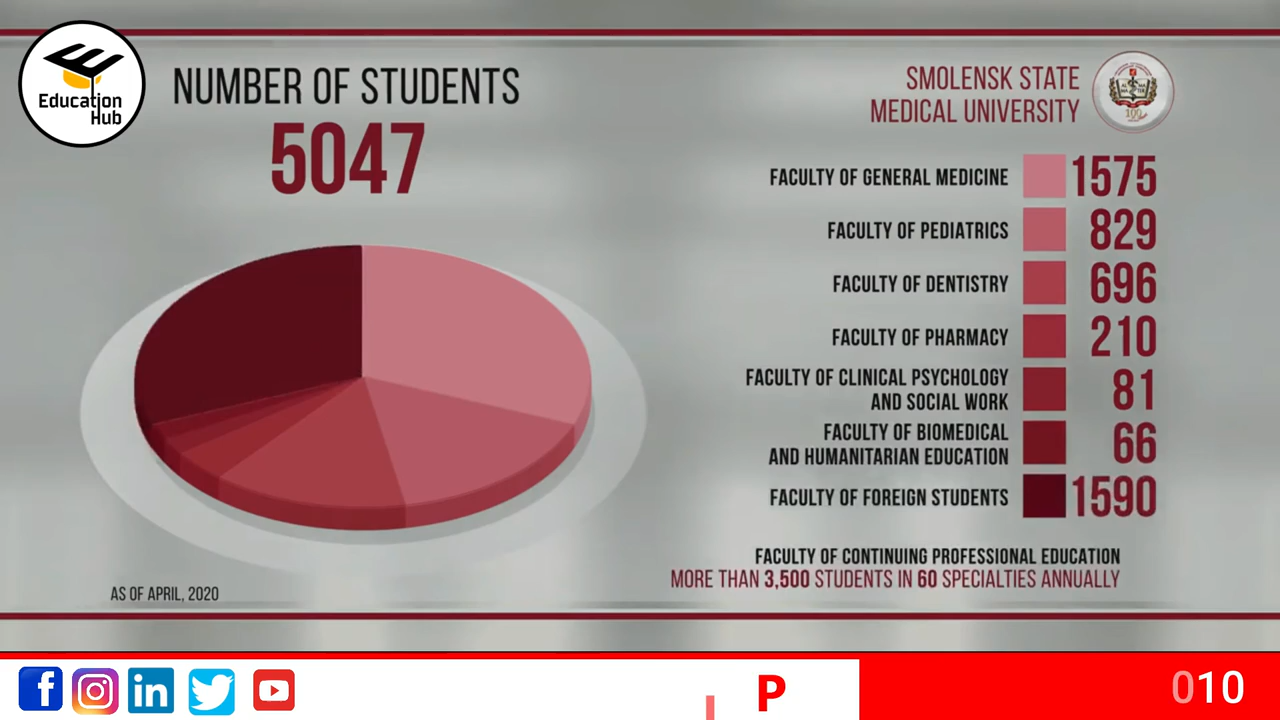 Education
Hub
NUMBER OF STUDENTS
5047
SMOLENSK STATE
MEDICAL UNIVERSITY
100
FACULTY OF GENERAL MEDICINE 1575
FACULTY OF PEDIATRICS 829
FACULTY OF DENTISTRY 696
FACULTY OF PHARMACY 210
FACULTY OF CLINICAL PSYCHOLOGY
AND SOCIAL WORK 81
FACULTY OF BIOMEDICAL
AND HUMANITARIAN EDUCATION 66
FACULTY OF FOREIGN STUDENTS 1590
FACULTY OF CONTINUING PROFESSIONAL EDUCATION
MORE THAN 3,500 STUDENTS IN 60 SPECIALTIES ANNUALLY
AS OF APRIL, 2020
f in
P
010